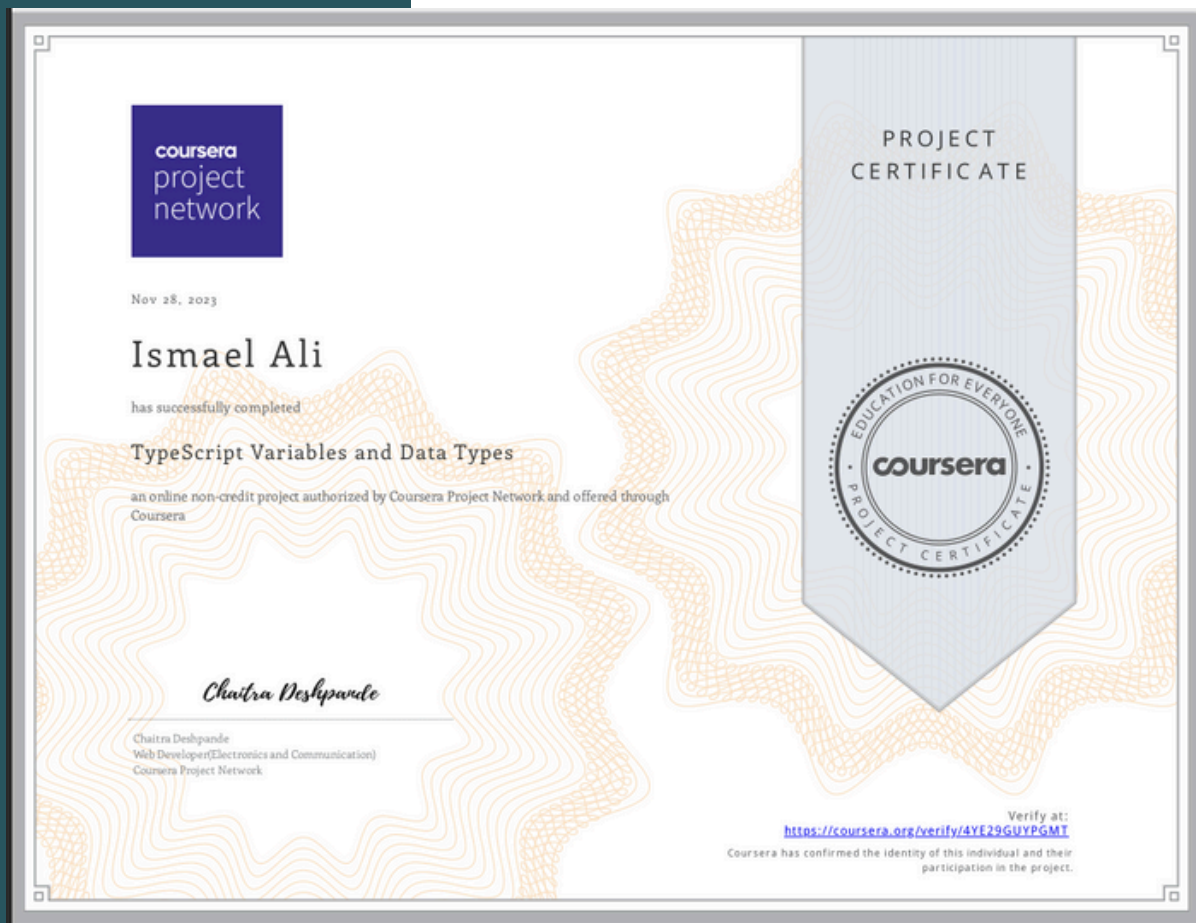 coursera
project
network
PROJECT
CERTIFICATE
Nov 28, 2023
Ismael Ali
has successfully completed
TypeScript Variables and Data Types
an online non-credit project authorized by Coursera Project Network and offered through
Coursera
EDUCATION FOR EVERYONE
coursera
PROJECT CERTIFICATE
Chaitra Deshpande
Chaitra Deshpande
Web Developer(Electronics and Communication)
Coursera Project Network
Verify at:
https://coursera.org/verify/4YE29GUYPGMT
Coursera has confirmed the identity of this individual and their
participation in the project.